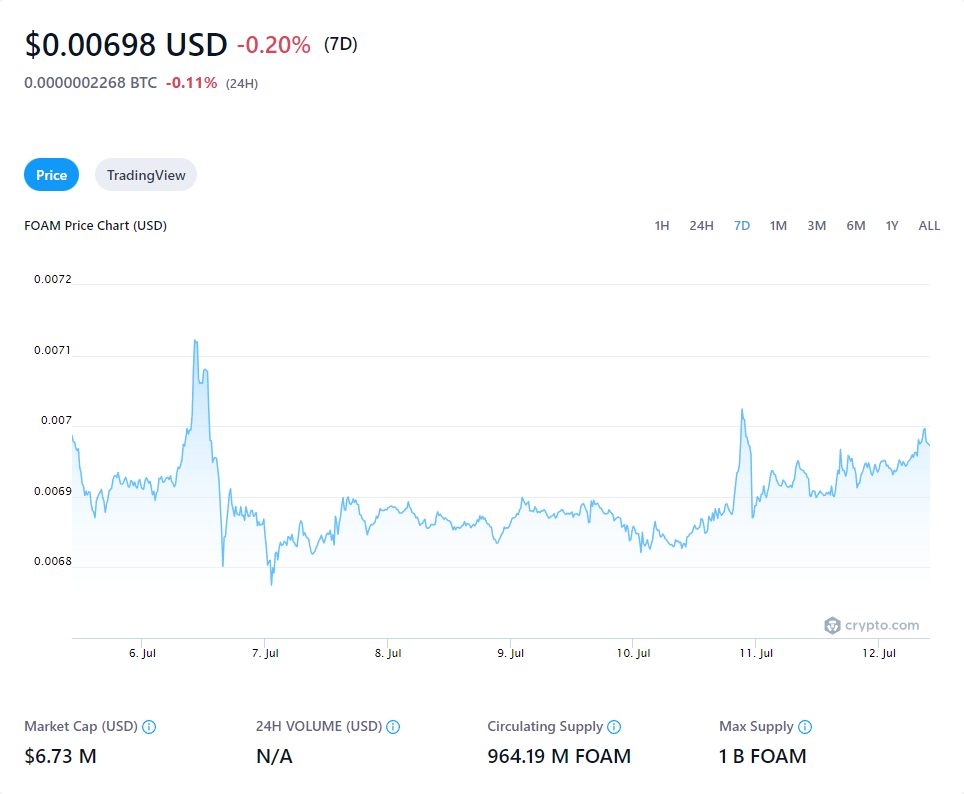 $0.00698 USD -0.20% (7D)
0.0000002268 BTC -0.11% (24H)
Price TradingView
FOAM Price Chart (USD) 1H 24H 7D 1M 3M 6M 1Y ALL
0.0072
0.0071
0.007
0.0069
0.0068
crypto.com
6. Jul 7. Jul 8. Jul 9. Jul 10. Jul 11. Jul 12. Jul
Market Cap (USD) 24H VOLUME (USD) Circulating Supply Max Supply
$6.73 M N/A 964.19 M FOAM 1 B FOAM